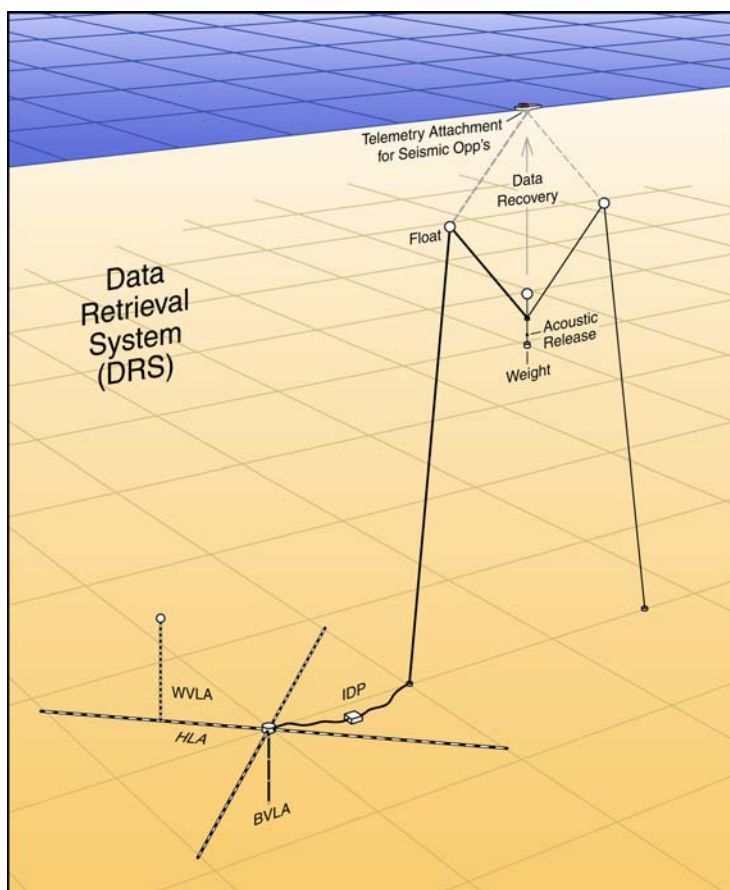 Telemetry Attachment
for Seismic Opp's
Data
Recovery
Float
Data
Retrieval
System
(DRS)
Acoustic
Release
Weight
WVLA
IDP
HLA
BVLA